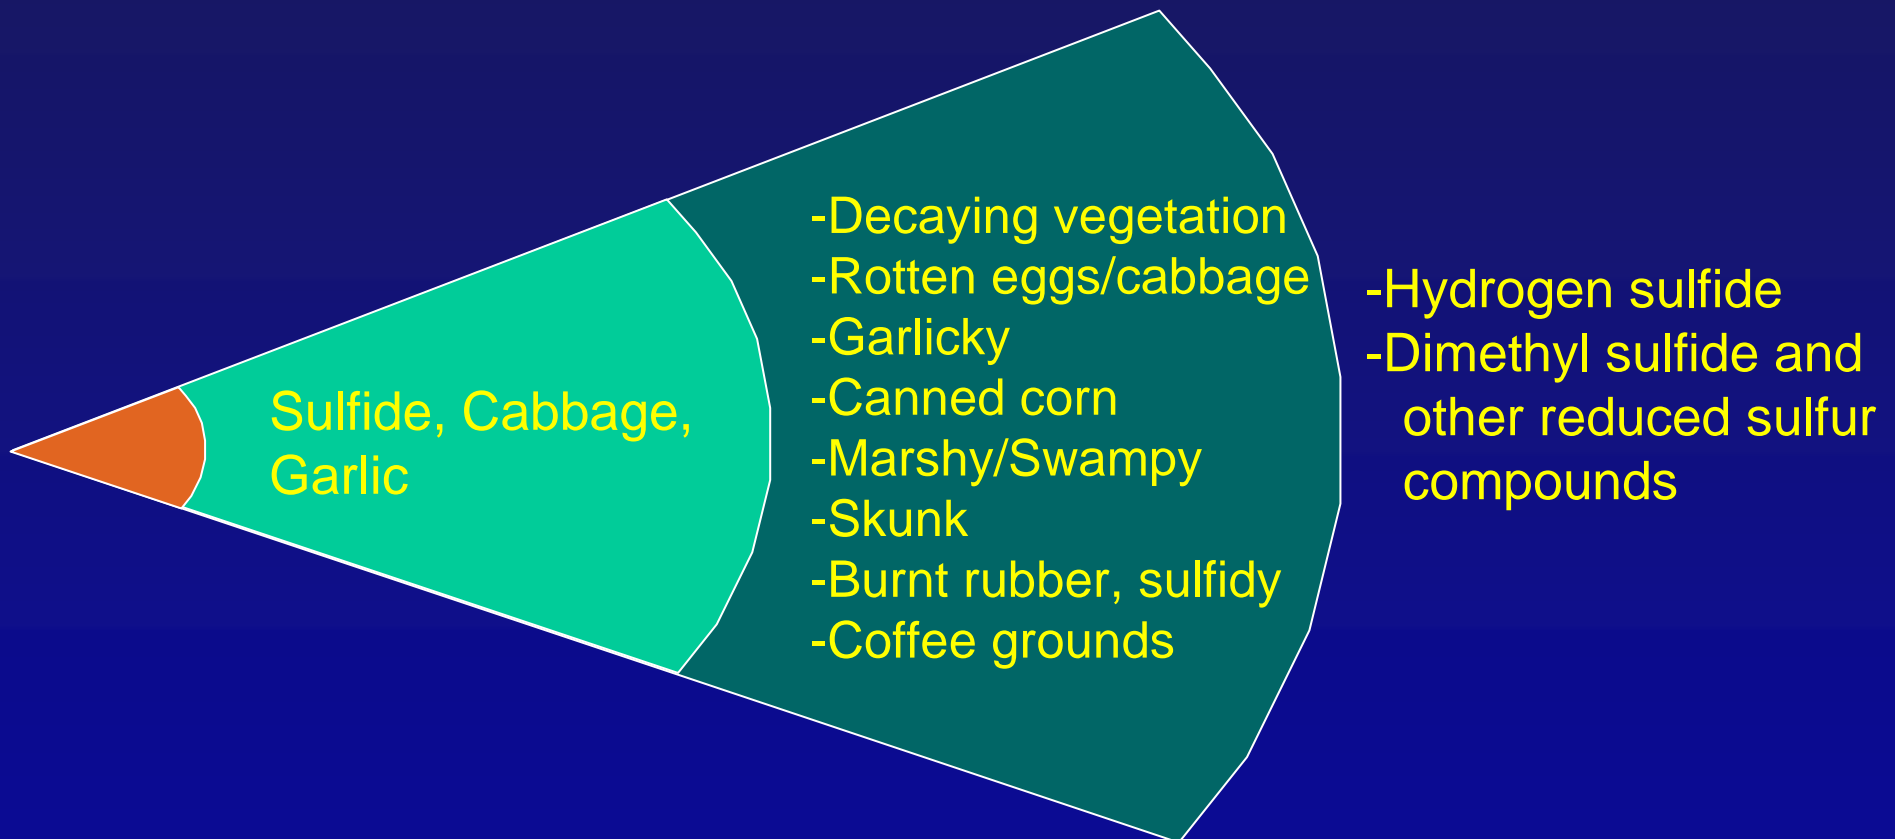 Sulfide, Cabbage,
Garlic
-Decaying vegetation
-Rotten eggs/cabbage
-Garlicky
-Canned corn
-Marshy/Swampy
-Skunk
-Burnt rubber, sulfidy
-Coffee grounds
-Hydrogen sulfide
-Dimethyl sulfide and
other reduced sulfur
compounds